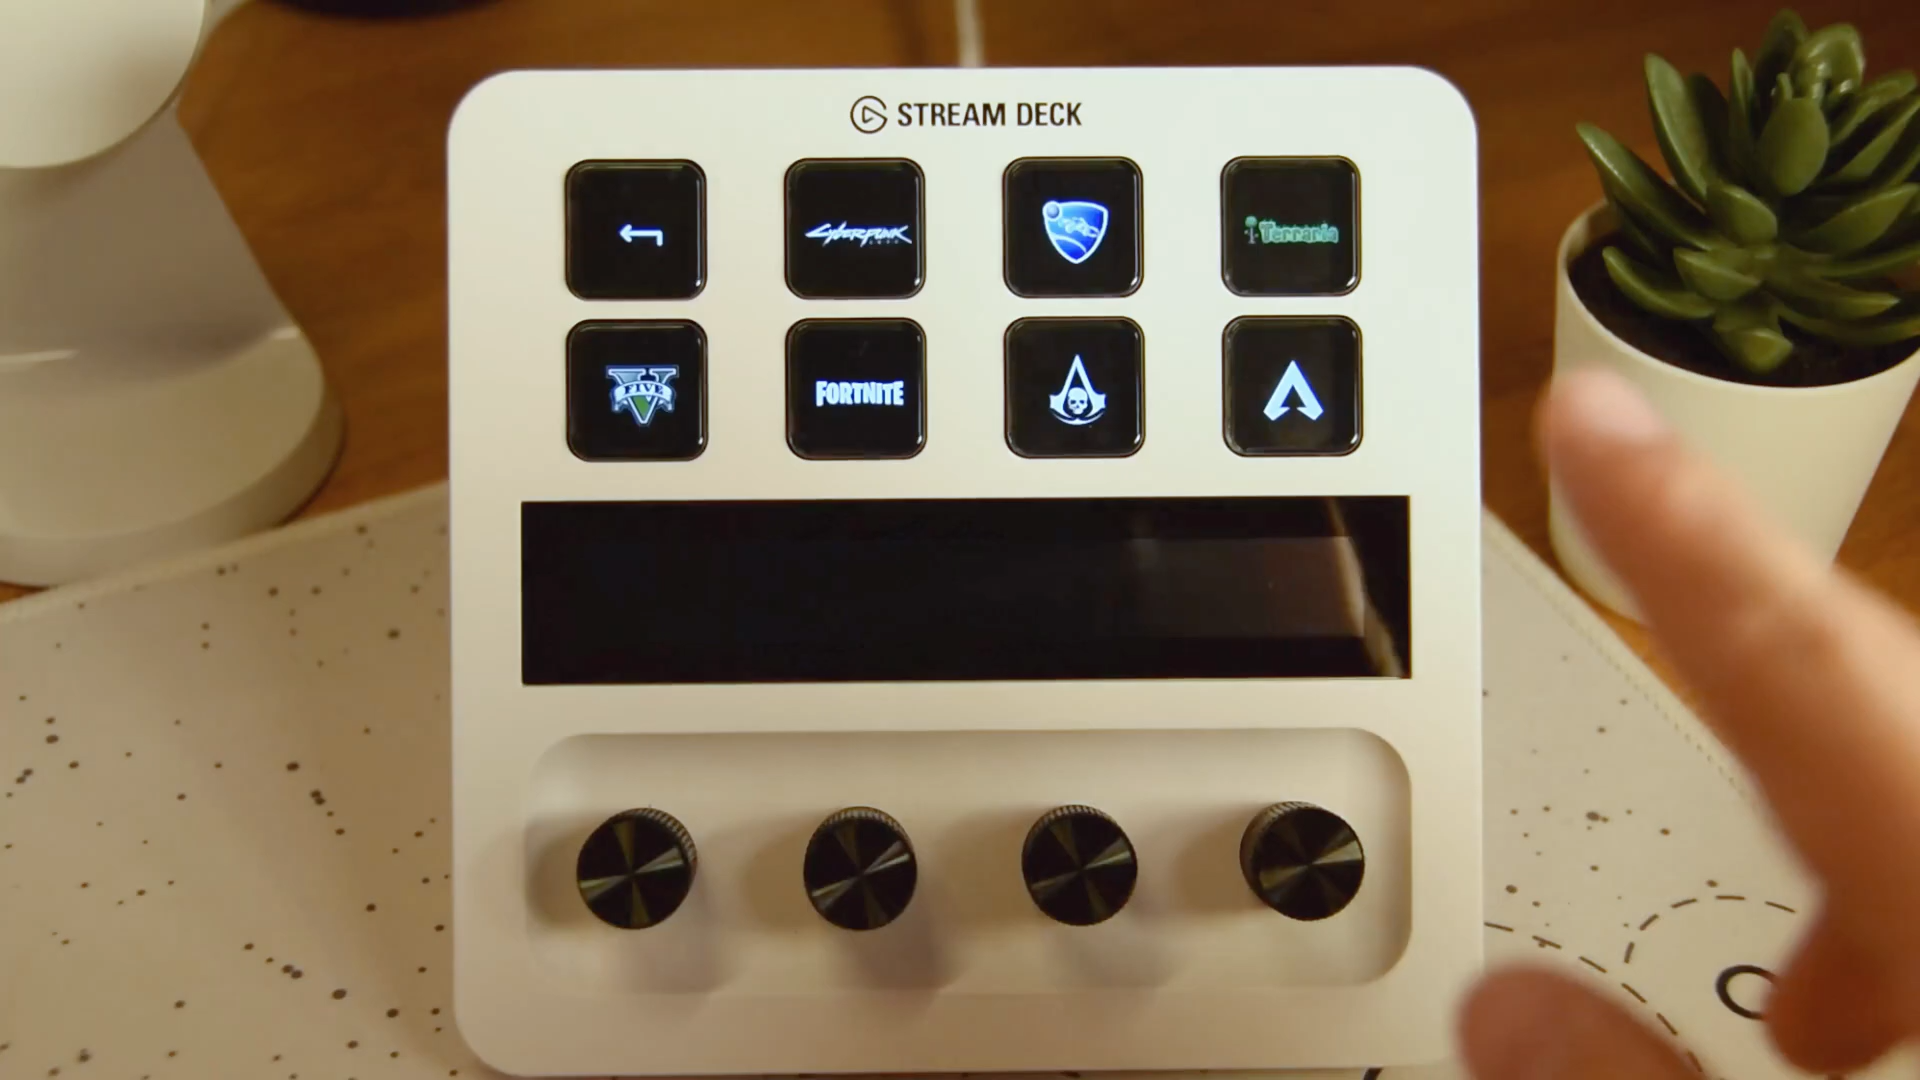 STREAM DECK
Cyberpunk
Terraria
V
FIVE
FORTNITE